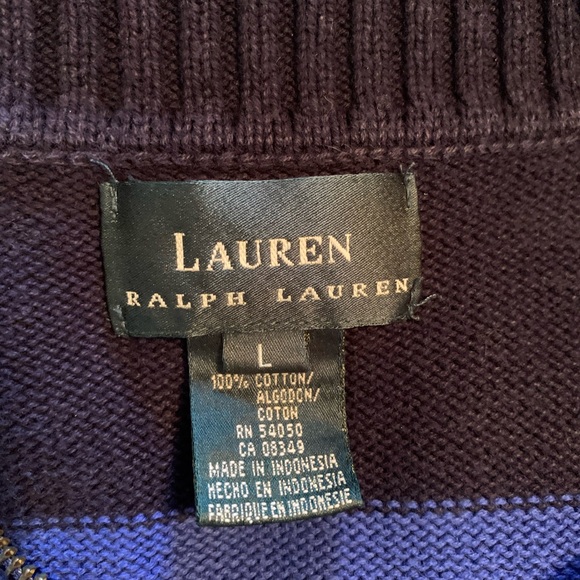 LAUREN
RALPH LAUREN
L
100% COTTON/
ALGODON/
COTON
RN 54050
CA 08349
MADE IN INDONESIA
HECHO EN INDONESIA
FABRIQUE EN INDONESIE